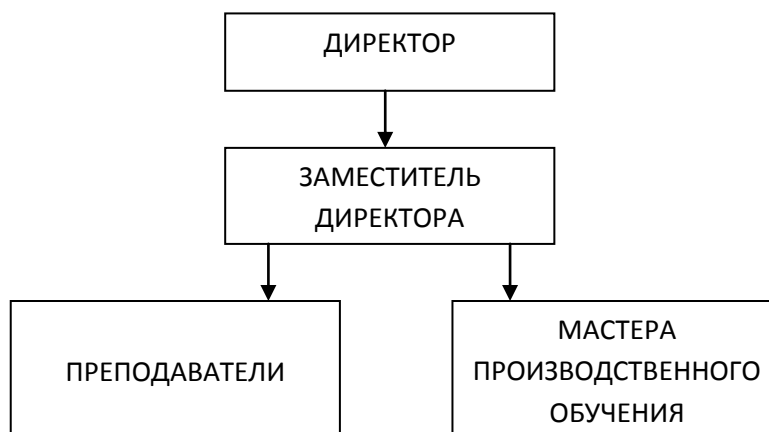 ДИРЕКТОР
ЗАМЕСТИТЕЛЬ
ДИРЕКТОРА
ПРЕПОДАВАТЕЛИ
МАСТЕРА
ПРОИЗВОДСТВЕННОГО
ОБУЧЕНИЯ